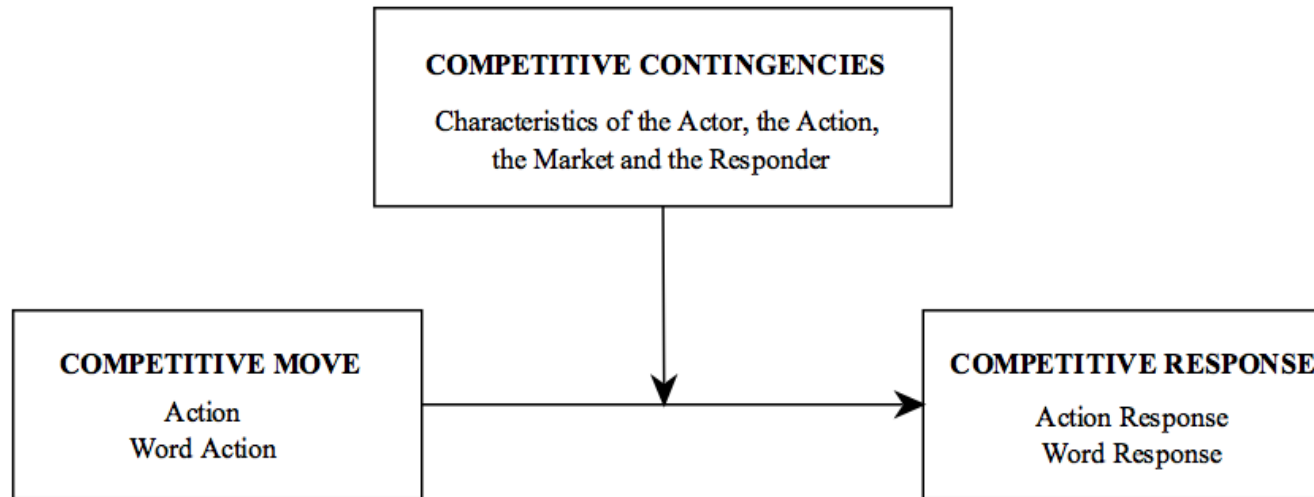 COMPETITIVE CONTINGENCIES
Characteristics of the Actor, the Action,
the Market and the Responder
COMPETITIVE MOVE
Action
Word Action
COMPETITIVE RESPONSE
Action Response
Word Response